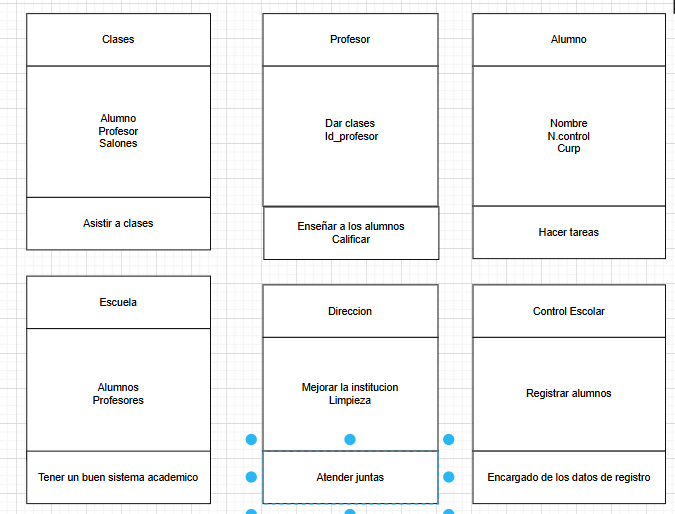 Clases
Alumno
Profesor
Salones
Asistir a clases
Profesor
Dar clases
Id_profesor
Enseñar a los alumnos
Calificar
Alumno
Nombre
N.control
Curp
Hacer tareas
Escuela
Alumnos
Profesores
Tener un buen sistema academico
Direccion
Mejorar la institucion
Limpieza
Atender juntas
Control Escolar
Registrar alumnos
Encargado de los datos de registro